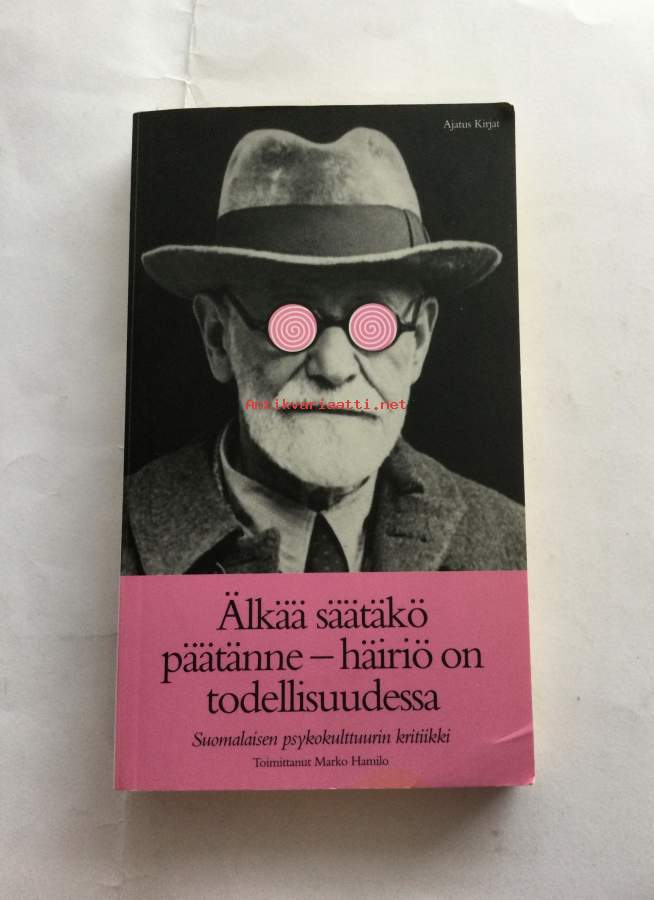 Ajatus Kirjat
Antikvariaatti.net
Älkää säätäkö
päätänne – häiriö on
todellisuudessa
Suomalaisen psykokulttuurin kritiikki
Toimittanut Marko Hamilo